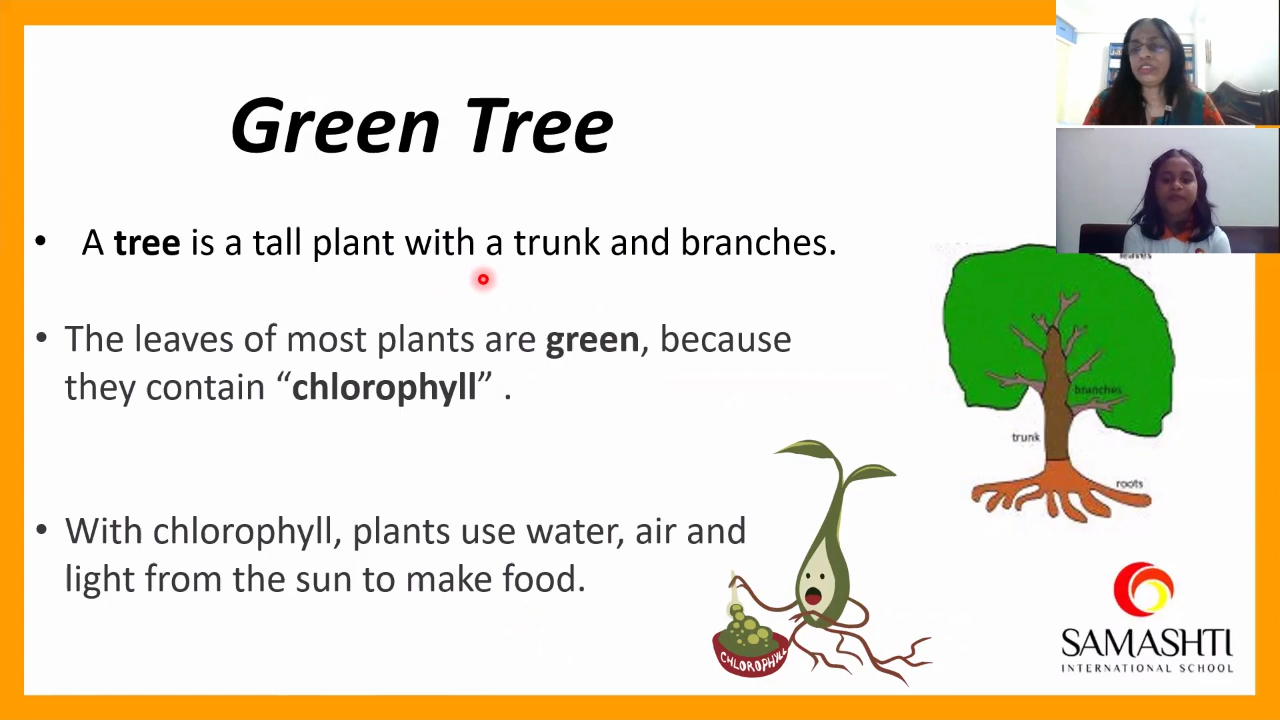 Green Tree
• A tree is a tall plant with a trunk and branches.
• The leaves of most plants are green, because
they contain “chlorophyll” .
• With chlorophyll, plants use water, air and
light from the sun to make food.
leaves
branches
trunk
roots
CHLOROPHYLL
SAMASHTI
INTERNATIONAL SCHOOL